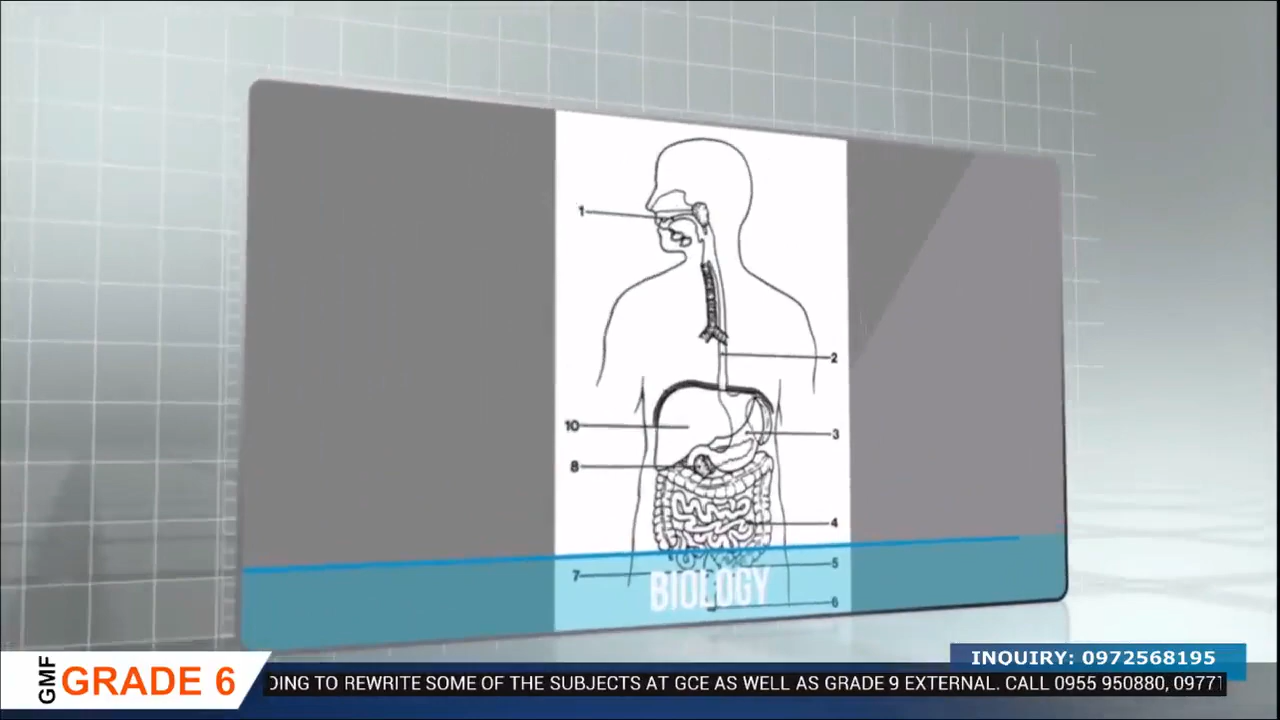 1
2
10
3
8
4
5
7
BIOLOGY
6
INQUIRY: 0972568195
GMF
GRADE 6
DING TO REWRITE SOME OF THE SUBJECTS AT GCE AS WELL AS GRADE 9 EXTERNAL. CALL 0955 950880, 0977